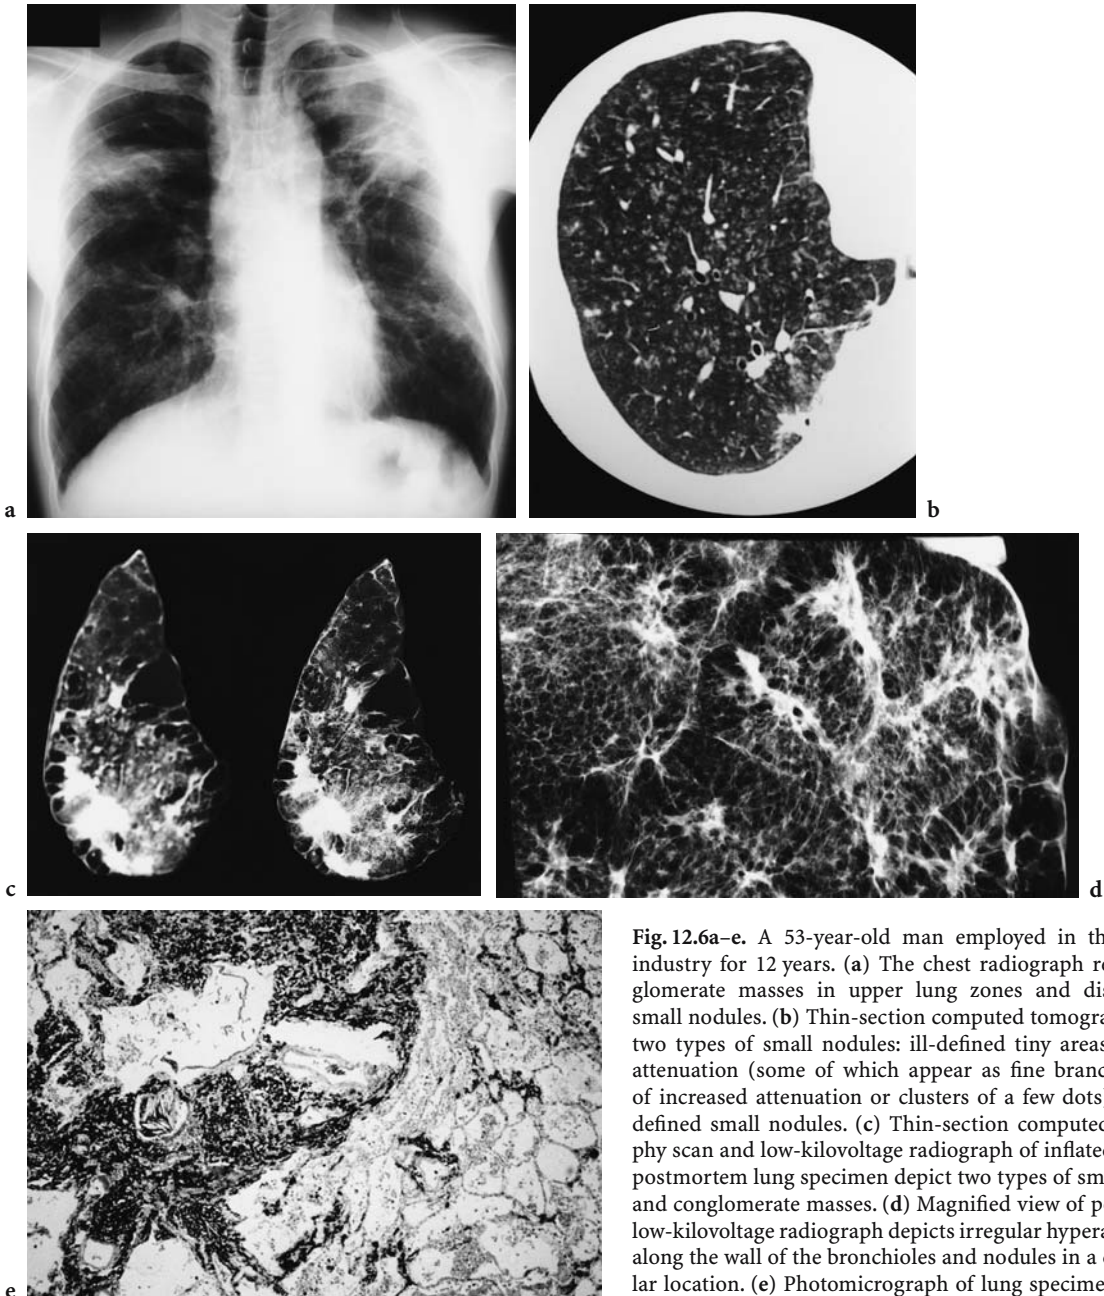 a
b
c
d
Fig. 12.6a–e. A 53-year-old man employed in th
industry for 12 years. (a) The chest radiograph re
glomerate masses in upper lung zones and dis
small nodules. (b) Thin-section computed tomogra
two types of small nodules: ill-defined tiny areas
attenuation (some of which appear as fine branc
of increased attenuation or clusters of a few dots
defined small nodules. (c) Thin-section computed
phy scan and low-kilovoltage radiograph of inflate
postmortem lung specimen depict two types of sm
and conglomerate masses. (d) Magnified view of p
low-kilovoltage radiograph depicts irregular hypera
along the wall of the bronchioles and nodules in a
lar location. (e) Photomicrograph of lung specime
e